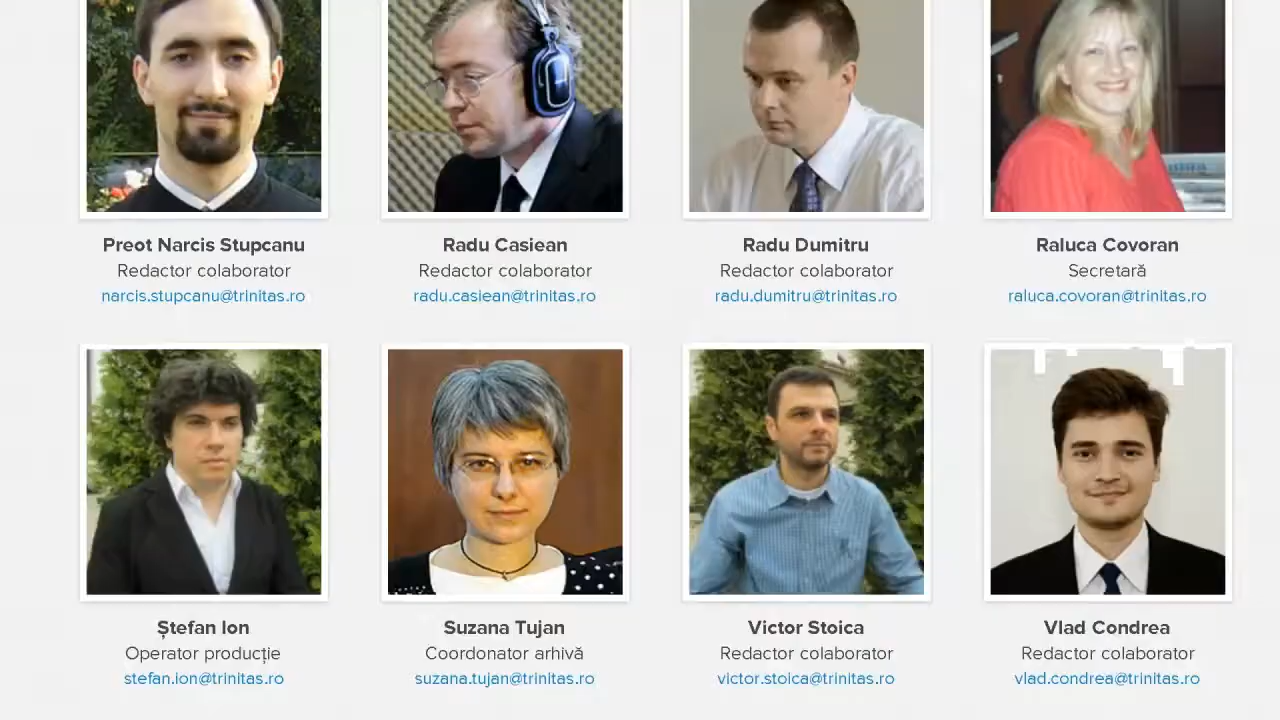 Preot Narcis Stupcanu
Redactor colaborator
narcis.stupcanu@trinitas.ro
Radu Casiean
Redactor colaborator
radu.casiean@trinitas.ro
Radu Dumitru
Redactor colaborator
radu.dumitru@trinitas.ro
Raluca Covoran
Secretară
raluca.covoran@trinitas.ro
Ștefan Ion
Operator producție
stefan.ion@trinitas.ro
Suzana Tujan
Coordonator arhivă
suzana.tujan@trinitas.ro
Victor Stoica
Redactor colaborator
victor.stoica@trinitas.ro
Vlad Condrea
Redactor colaborator
vlad.condrea@trinitas.ro